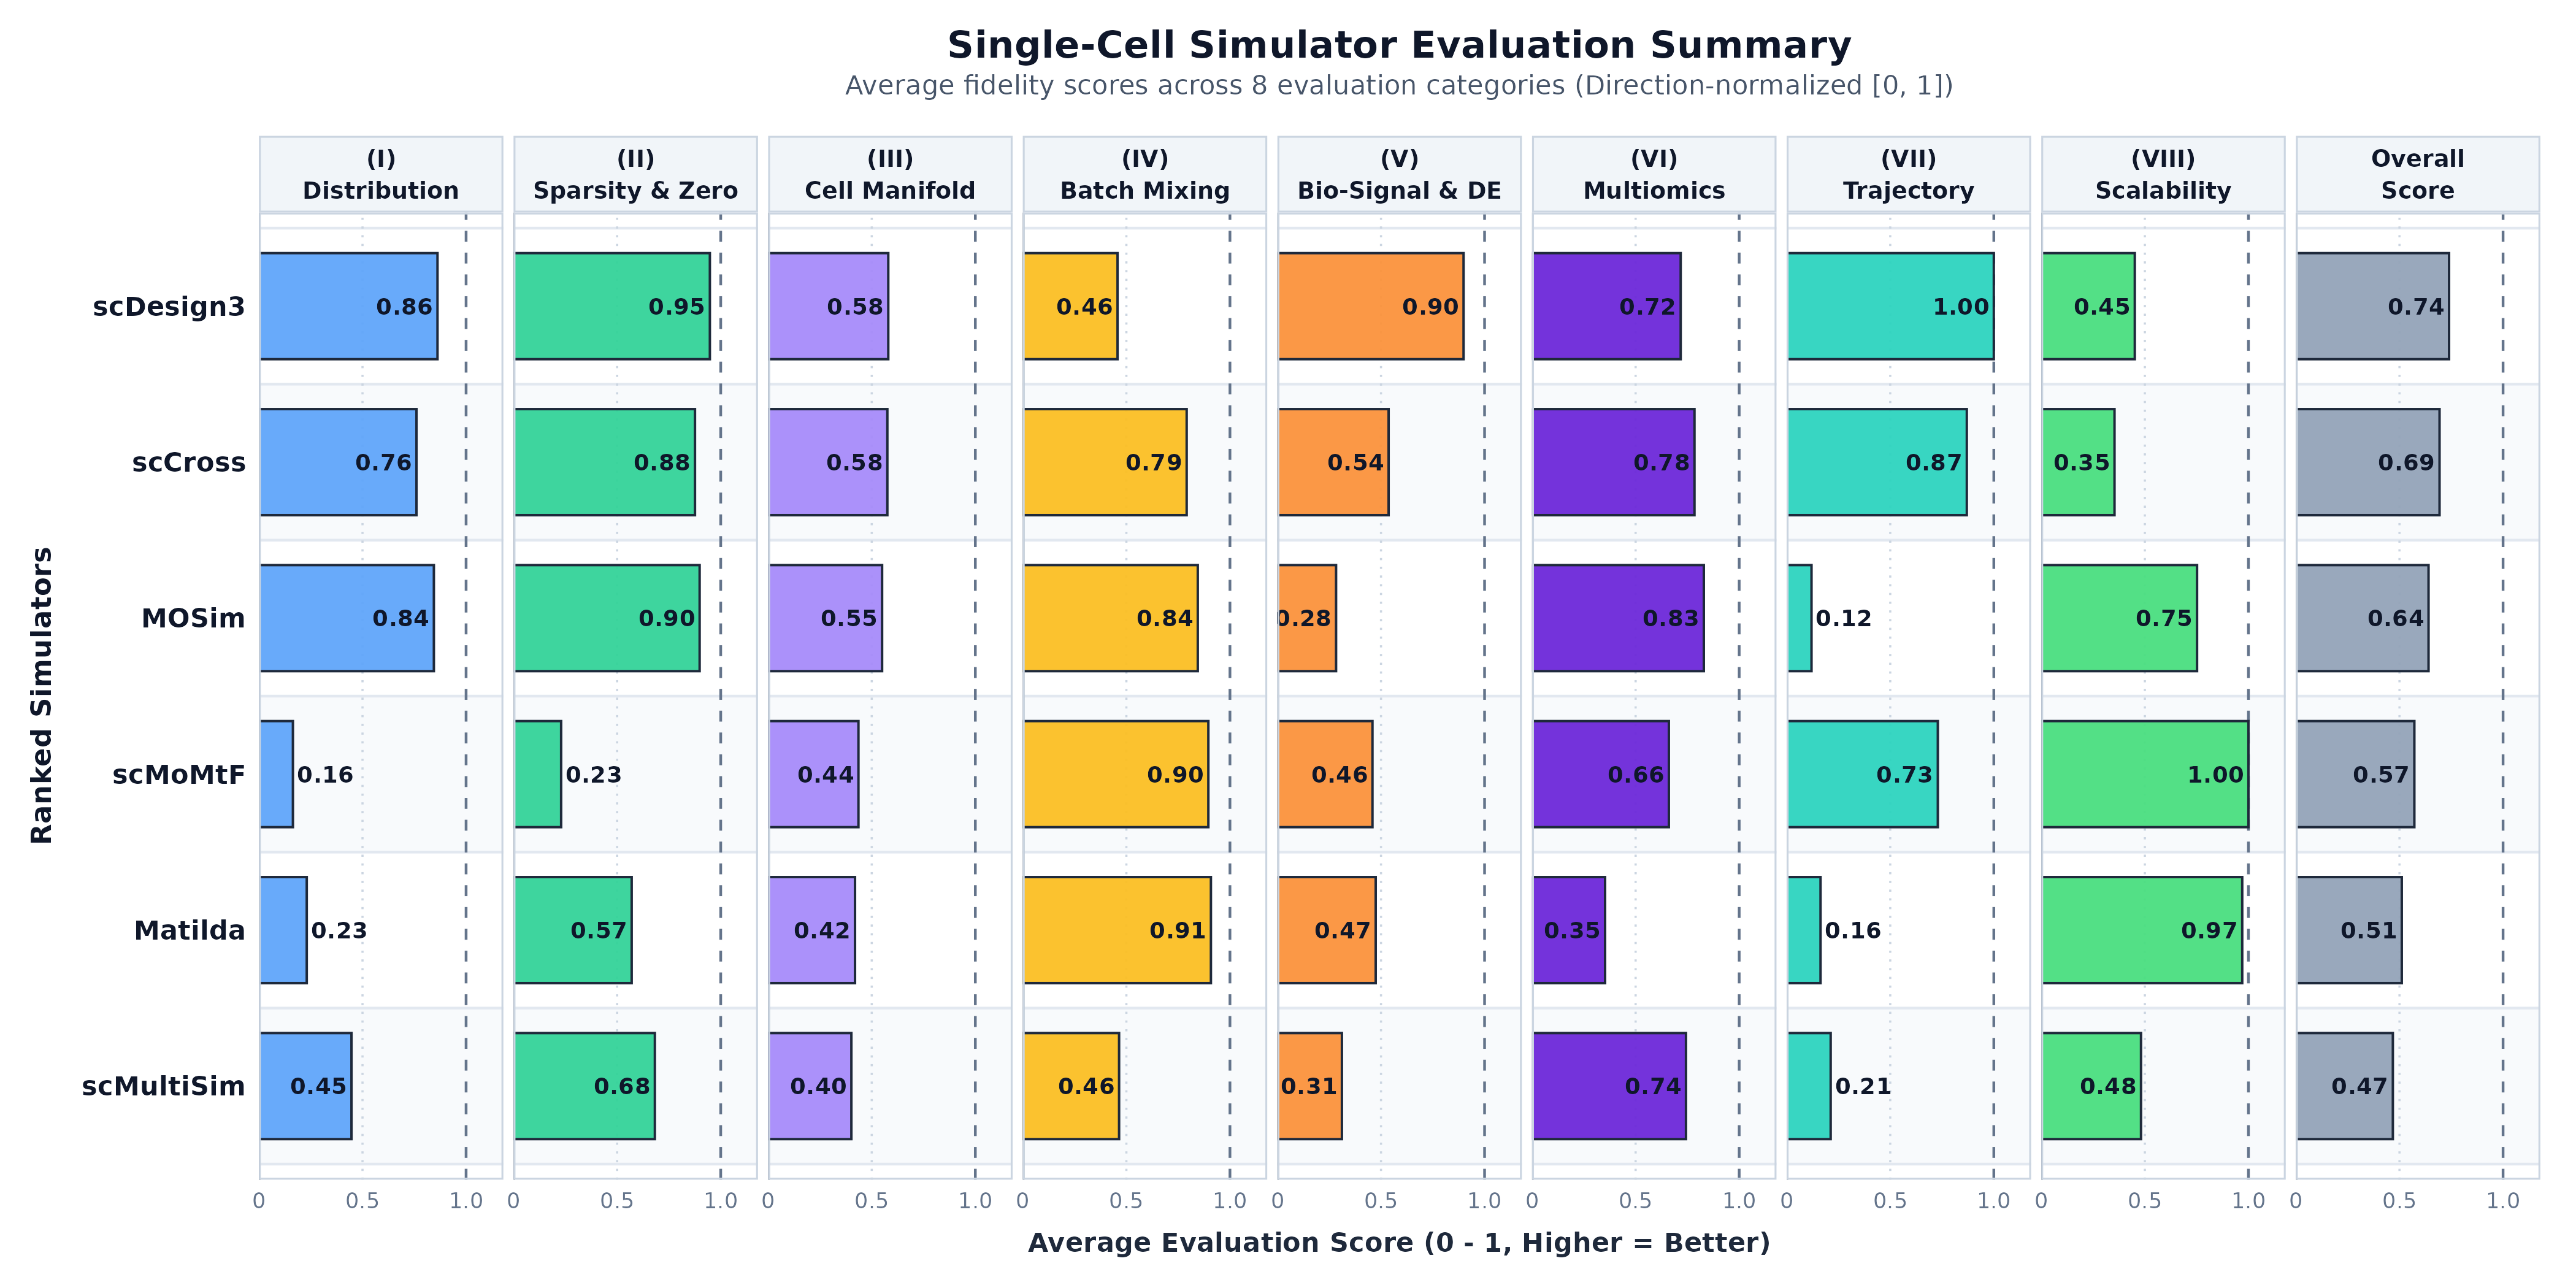 Single-Cell Simulator Evaluation Summary
Average fidelity scores across 8 evaluation categories (Direction-normalized [0, 1])
(I)
Distribution
(II)
Sparsity & Zero
(III)
Cell Manifold
(IV)
Batch Mixing
(V)
Bio-Signal & DE
(VI)
Multiomics
(VII)
Trajectory
(VIII)
Scalability
Overall
Score
Ranked Simulators
scDesign3 0.86 0.95 0.58 0.46 0.90 0.72 1.00 0.45 0.74
scCross 0.76 0.88 0.58 0.79 0.54 0.78 0.87 0.35 0.69
MOSim 0.84 0.90 0.55 0.84 0.28 0.83 0.12 0.75 0.64
scMoMtF 0.16 0.23 0.44 0.90 0.46 0.66 0.73 1.00 0.57
Matilda 0.23 0.57 0.42 0.91 0.47 0.35 0.16 0.97 0.51
scMultiSim 0.45 0.68 0.40 0.46 0.31 0.74 0.21 0.48 0.47
0 0.5 1.0 0 0.5 1.0 0 0.5 1.0 0 0.5 1.0 0 0.5 1.0 0 0.5 1.0 0 0.5 1.0 0 0.5 1.0 0 0.5 1.0
Average Evaluation Score (0 - 1, Higher = Better)